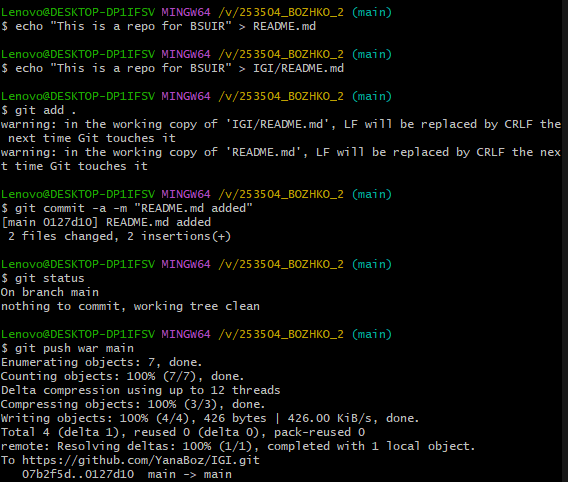 Lenovo@DESKTOP-DP1IFSV MINGW64 /v/253504_BOZHKO_2 (main)
$ echo "This is a repo for BSUIR" > README.md
Lenovo@DESKTOP-DP1IFSV MINGW64 /v/253504_BOZHKO_2 (main)
$ echo "This is a repo for BSUIR" > IGI/README.md
Lenovo@DESKTOP-DP1IFSV MINGW64 /v/253504_BOZHKO_2 (main)
$ git add .
warning: in the working copy of 'IGI/README.md', LF will be replaced by CRLF the
 next time Git touches it
warning: in the working copy of 'README.md', LF will be replaced by CRLF the nex
t time Git touches it
Lenovo@DESKTOP-DP1IFSV MINGW64 /v/253504_BOZHKO_2 (main)
$ git commit -a -m "README.md added"
[main 0127d10] README.md added
 2 files changed, 2 insertions(+)
Lenovo@DESKTOP-DP1IFSV MINGW64 /v/253504_BOZHKO_2 (main)
$ git status
On branch main
nothing to commit, working tree clean
Lenovo@DESKTOP-DP1IFSV MINGW64 /v/253504_BOZHKO_2 (main)
$ git push war main
Enumerating objects: 7, done.
Counting objects: 100% (7/7), done.
Delta compression using up to 12 threads
Compressing objects: 100% (3/3), done.
Writing objects: 100% (4/4), 426 bytes | 426.00 KiB/s, done.
Total 4 (delta 1), reused 0 (delta 0), pack-reused 0
remote: Resolving deltas: 100% (1/1), completed with 1 local object.
To https://github.com/YanaBoz/IGI.git
   07b2f5d..0127d10  main -> main